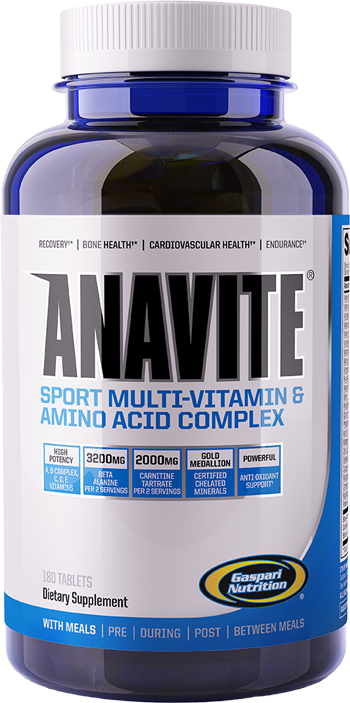 RECOVERY†* | BONE HEALTH†* | CARDIOVASCULAR HEALTH†* | ENDURANCE†*
ANAVITE®
SPORT MULTI-VITAMIN &
AMINO ACID COMPLEX
HIGH
POTENCY
A, B-COMPLEX,
C, D, E
VITAMINS
3200MG
BETA
ALANINE
PER 2 SERVINGS
2000MG
CARNITINE
TARTRATE
PER 2 SERVINGS
GOLD
MEDALLION
CERTIFIED
CHELATED
MINERALS
POWERFUL
ANTI-OXIDANT
SUPPORT†
180 TABLETS
Dietary Supplement
Gaspari
Nutrition®
WITH MEALS | PRE | DURING | POST | BETWEEN MEALS